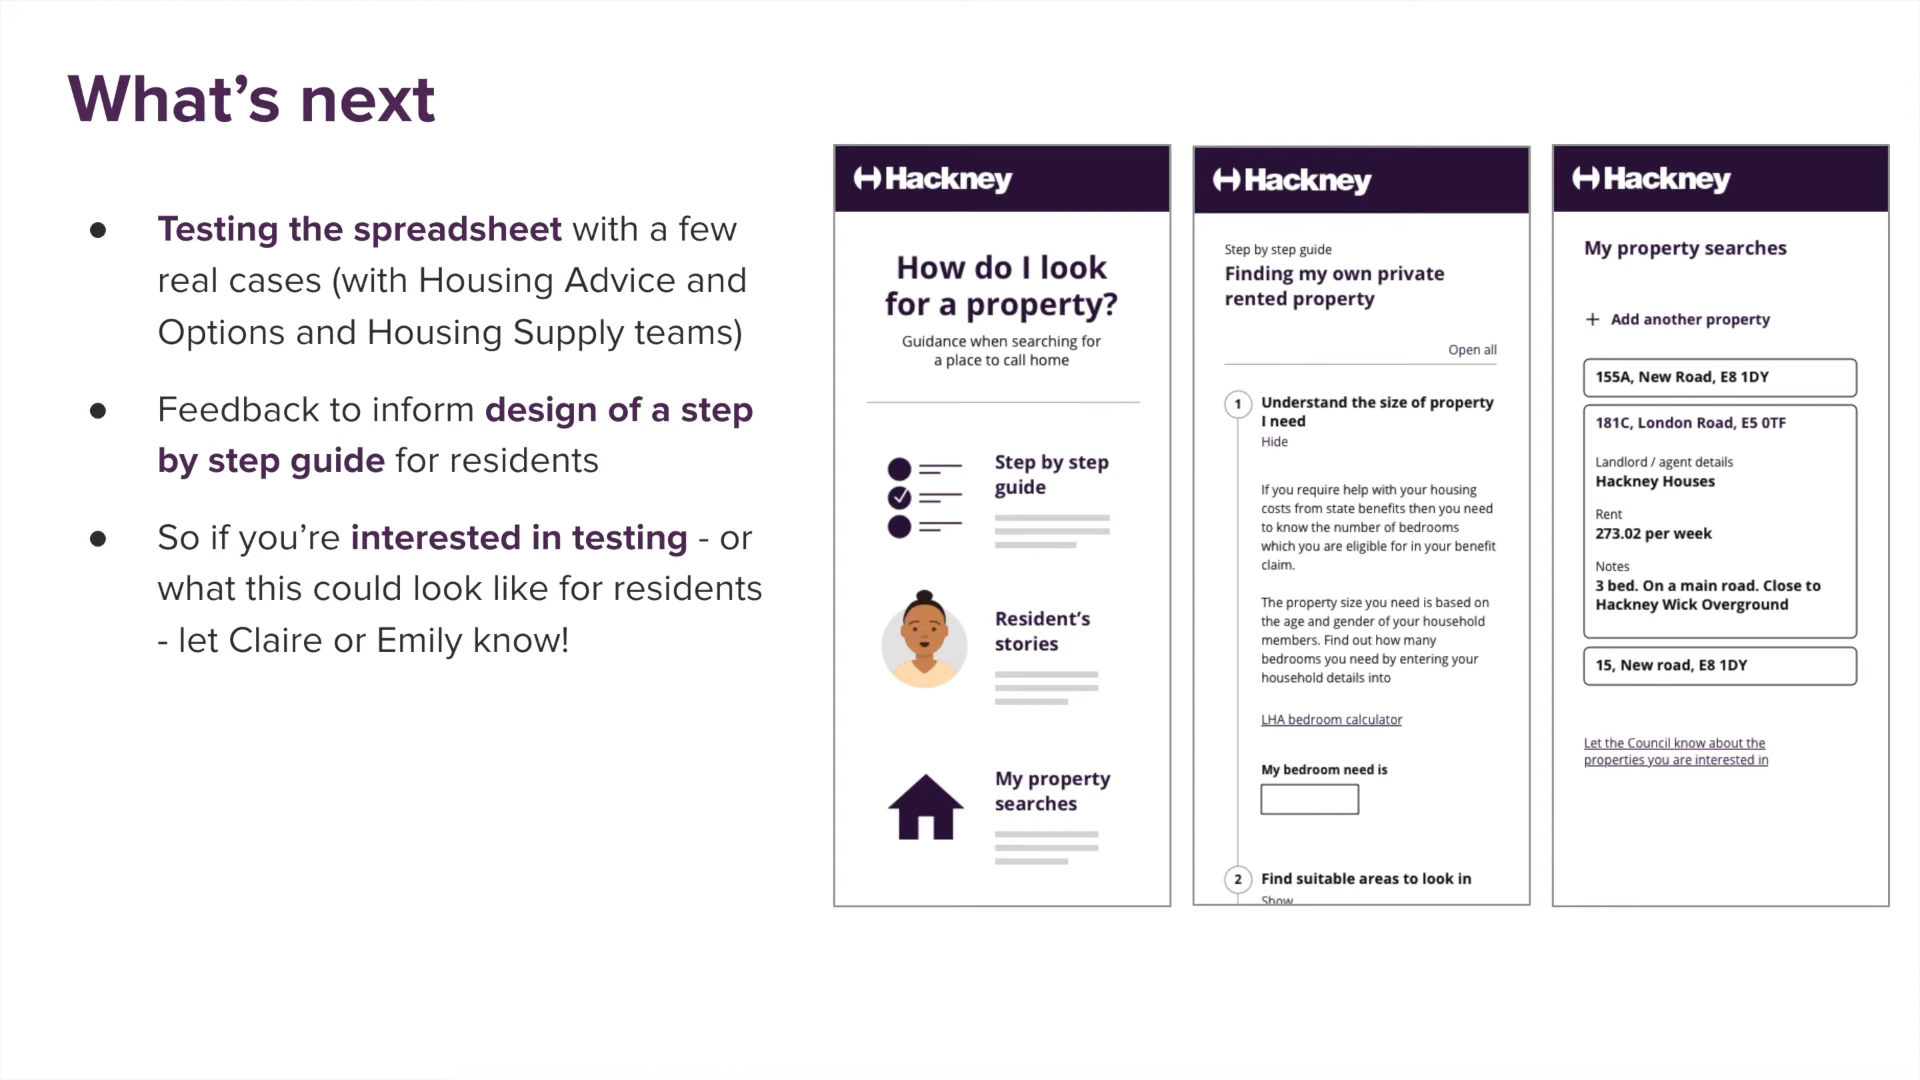 What's next
● Testing the spreadsheet with a few
real cases (with Housing Advice and
Options and Housing Supply teams)
● Feedback to inform design of a step
by step guide for residents
● So if you're interested in testing - or
what this could look like for residents
- let Claire or Emily know!
Hackney
How do I look
for a property?
Guidance when searching for
a place to call home
Step by step
guide
Resident's
stories
My property
searches
Hackney
Step by step guide
Finding my own private
rented property
Open all
1 Understand the size of property
I need
Hide
If you require help with your housing
costs from state benefits then you need
to know the number of bedrooms
which you are eligible for in your benefit
claim.
The property size you need is based on
the age and gender of your household
members. Find out how many
bedrooms you need by entering your
household details into
LHA bedroom calculator
My bedroom need is
2 Find suitable areas to look in
Show
Hackney
My property searches
+ Add another property
155A, New Road, E8 1DY
181C, London Road, E5 0TF
Landlord / agent details
Hackney Houses
Rent
273.02 per week
Notes
3 bed. On a main road. Close to
Hackney Wick Overground
15, New road, E8 1DY
Let the Council know about the
properties you are interested in